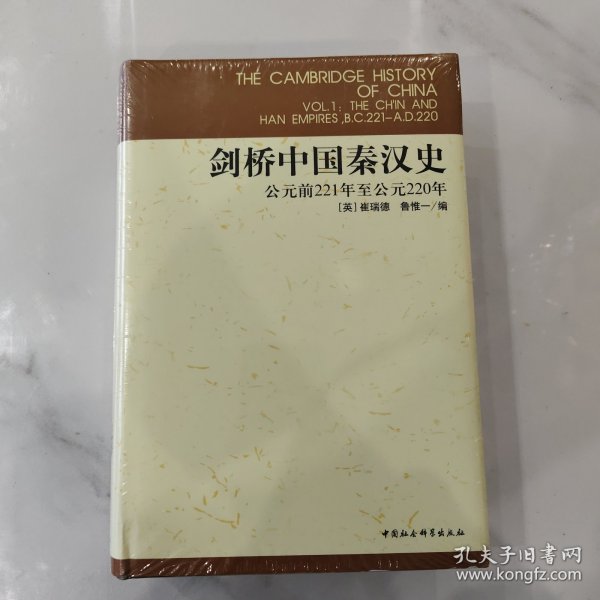 THE CAMBRIDGE HISTORY
OF CHINA
VOL.1: THE CH'IN AND
HAN EMPIRES,B.C.221-A.D.220
剑桥中国秦汉史
公元前221年至公元220年
[英]崔瑞德 鲁惟一/编
中国社会科学出版社
孔夫子旧书网
www.kongfz.com